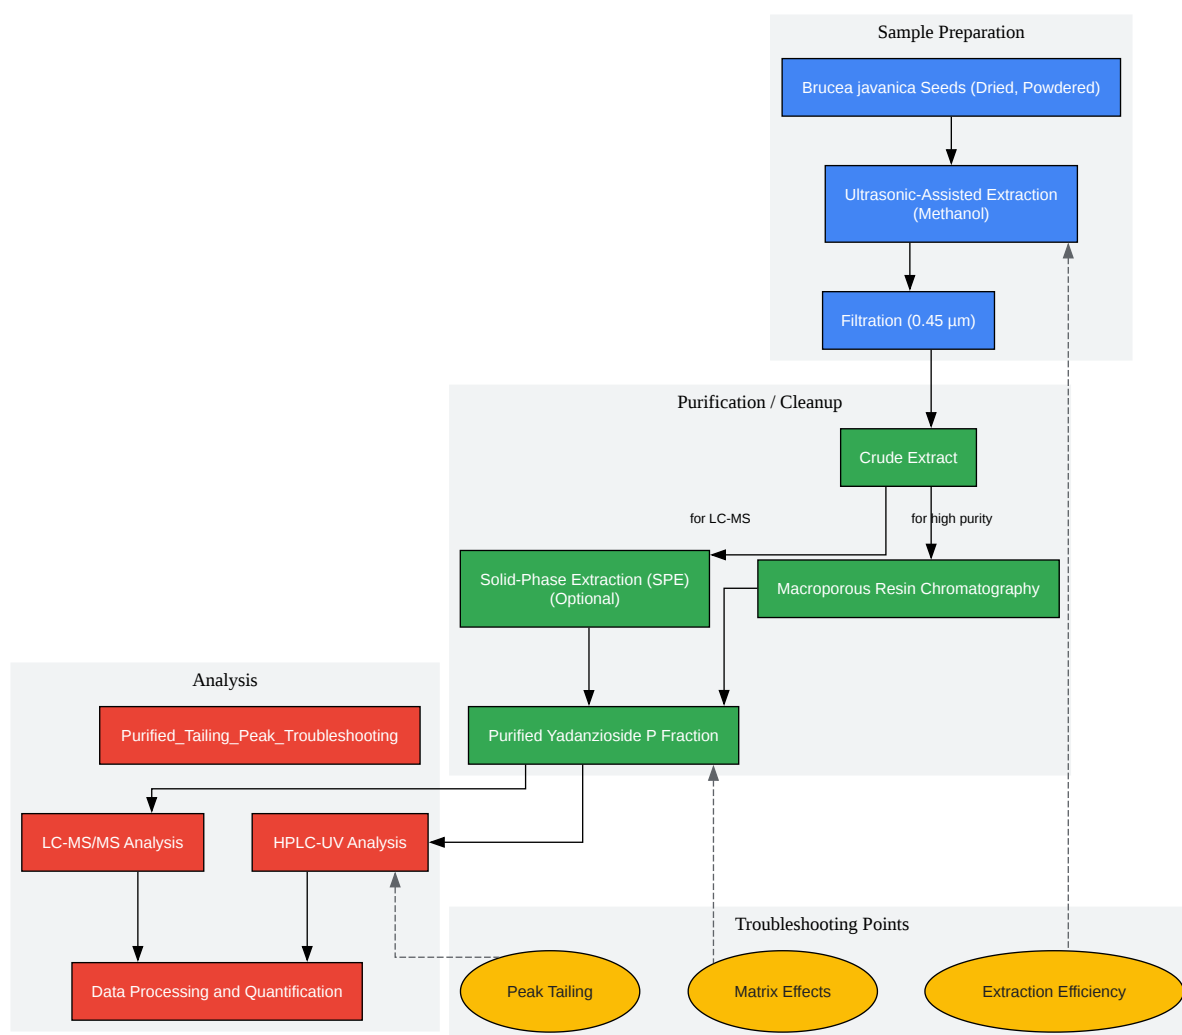 Sample Preparation
Brucea javanica Seeds (Dried, Powdered)
Ultrasonic-Assisted Extraction
(Methanol)
Filtration (0.45 µm)
Purification / Cleanup
Crude Extract
for LC-MS
for high purity
Solid-Phase Extraction (SPE)
(Optional)
Macroporous Resin Chromatography
Purified Yadanzioside P Fraction
Analysis
Purified_Tailing_Peak_Troubleshooting
LC-MS/MS Analysis
HPLC-UV Analysis
Data Processing and Quantification
Troubleshooting Points
Peak Tailing
Matrix Effects
Extraction Efficiency